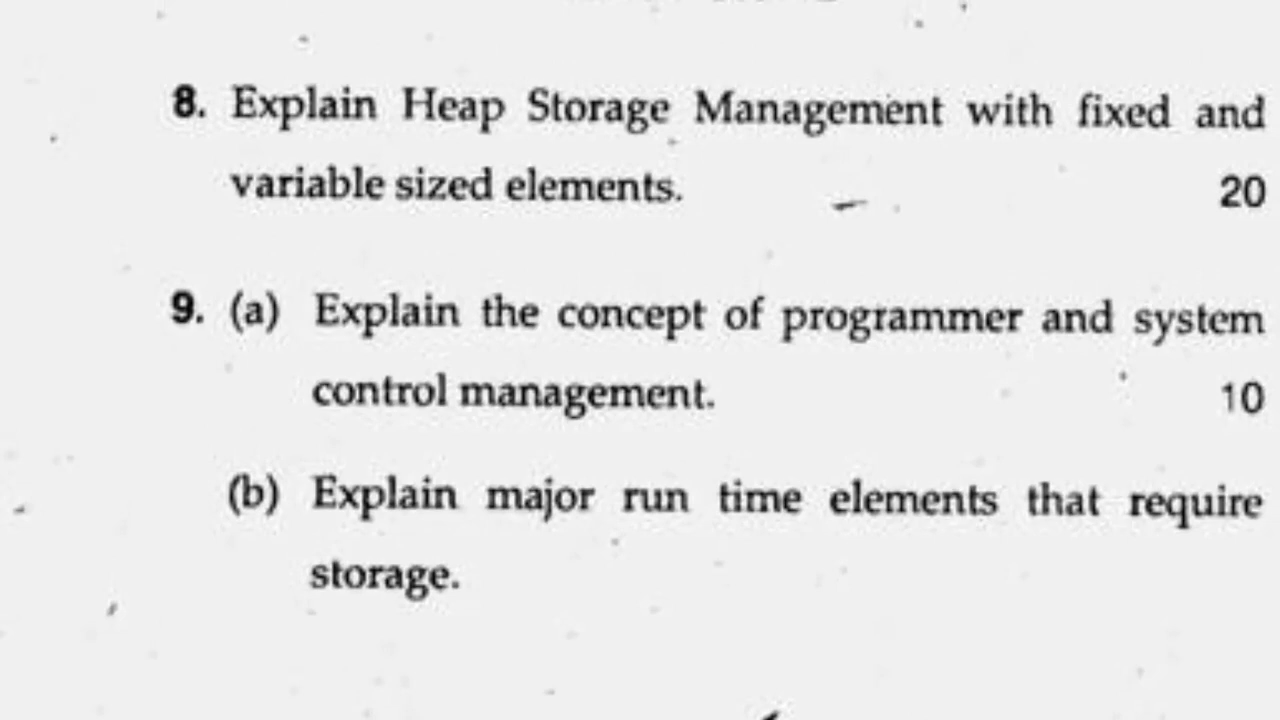 8. Explain Heap Storage Management with fixed and
variable sized elements. 20
9. (a) Explain the concept of programmer and system
control management. 10
(b) Explain major run time elements that require
storage.